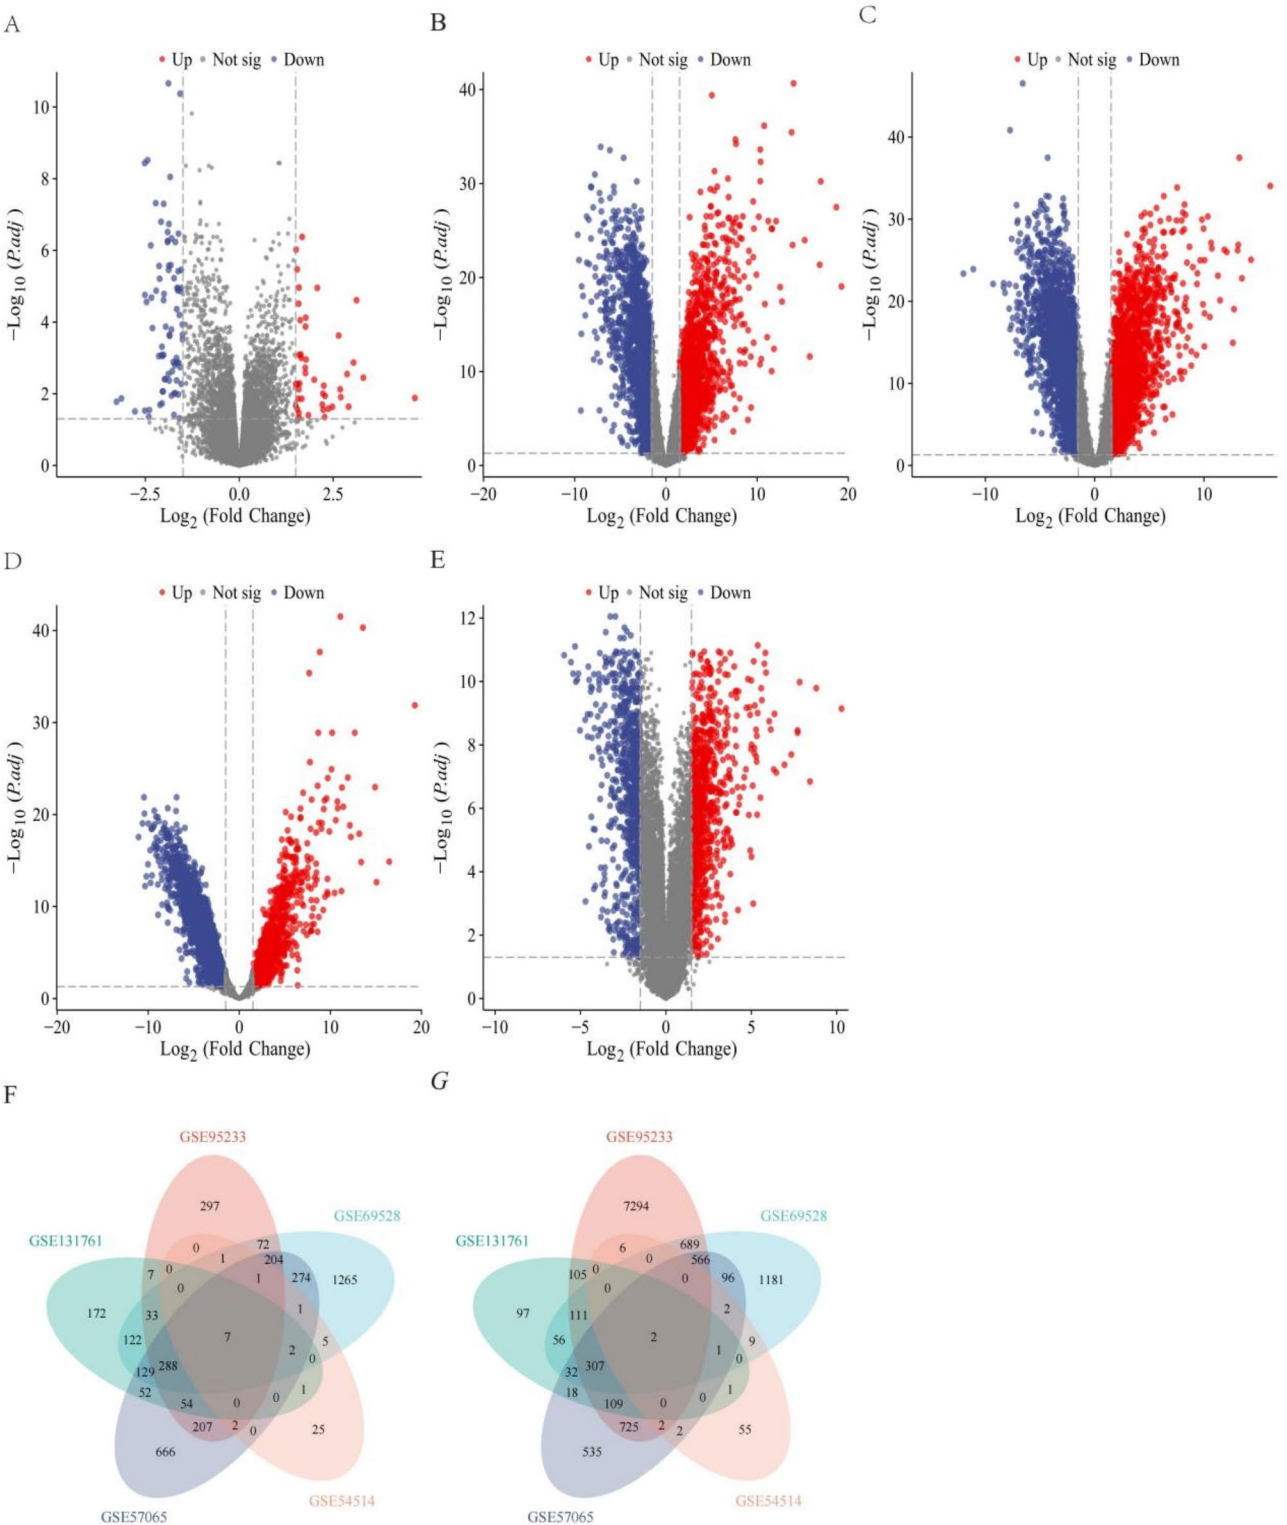 A
Up Not sig Down
10
8
6
4
2
0
−Log10 (P.adj )
−2.5 0.0 2.5
Log2 (Fold Change)
B
Up Not sig Down
40
30
20
10
0
−Log10 (P.adj )
−20 −10 0 10 20
Log2 (Fold Change)
C
Up Not sig Down
40
30
20
10
0
−Log10 (P.adj )
−10 0 10
Log2 (Fold Change)
D
Up Not sig Down
40
30
20
10
0
−Log10 (P.adj )
−20 −10 0 10 20
Log2 (Fold Change)
E
Up Not sig Down
12
10
8
6
4
2
0
−Log10 (P.adj )
−10 −5 0 5 10
Log2 (Fold Change)
F
GSE95233
GSE69528
GSE131761
297
0 72
1 204
7 0
0 1 274 1265
172 33 1
122 7 5
129 288 2 0
52 1
54 0 0
207 2 0 25
666
GSE54514
GSE57065
G
GSE95233
GSE69528
GSE131761
7294
6 689
0 566
105 0
0 0 96 1181
97 111 2
56 2 9
32 307 1 0
18 1
109 0 0
725 2 2 55
535
GSE54514
GSE57065